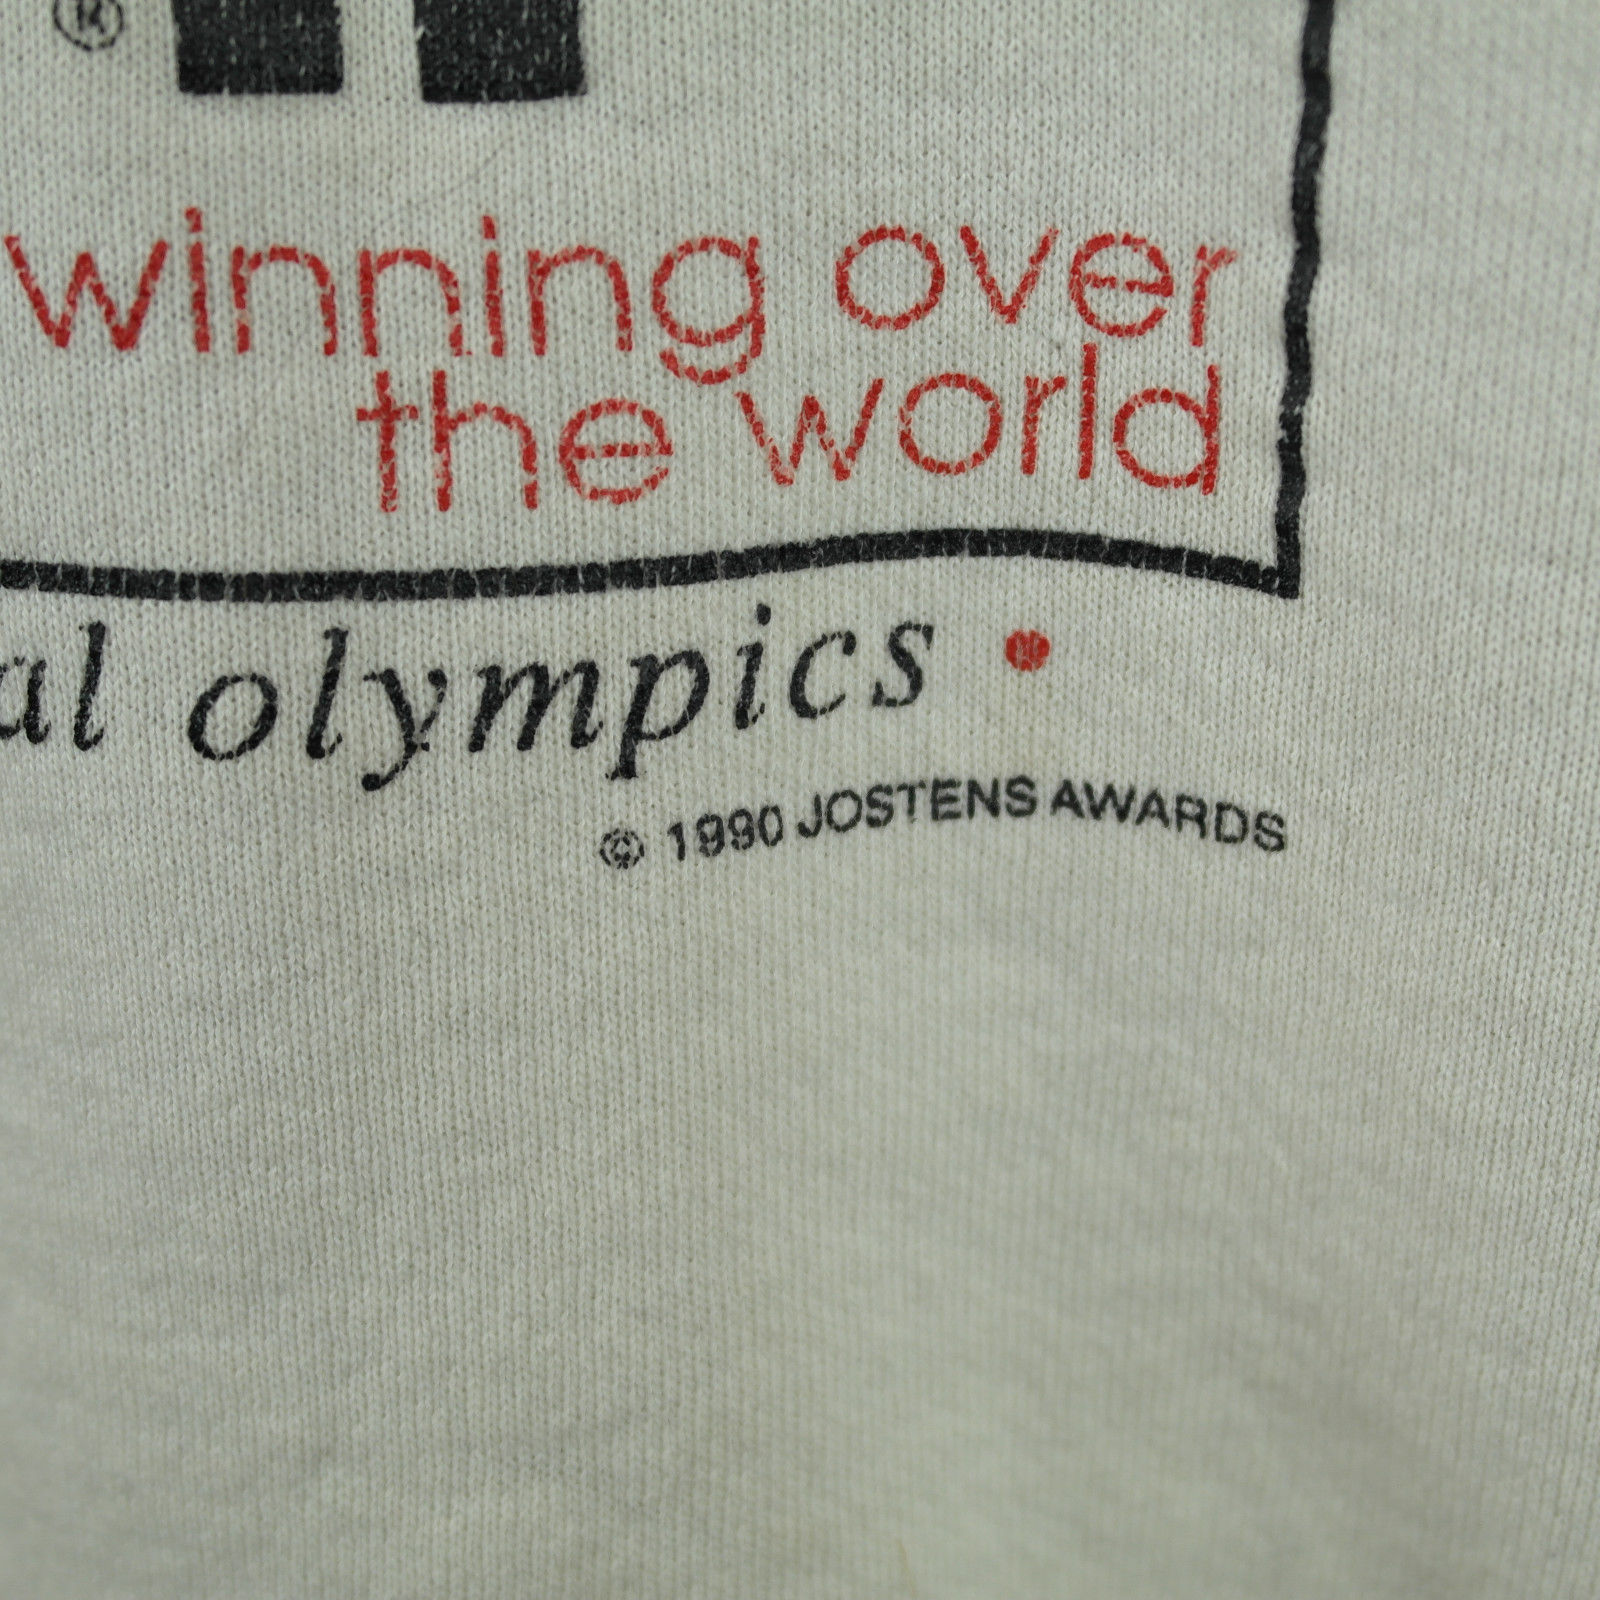 ®
winning over
the world
al olympics •
© 1990 JOSTENS AWARDS